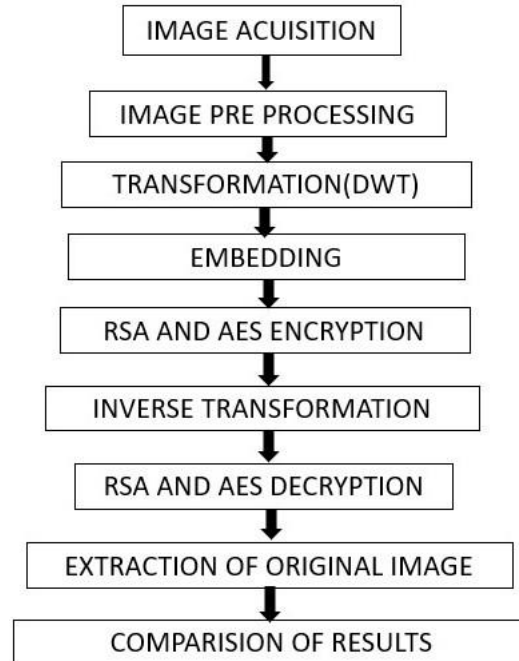 IMAGE ACUISITION
IMAGE PRE PROCESSING
TRANSFORMATION(DWT)
EMBEDDING
RSA AND AES ENCRYPTION
INVERSE TRANSFORMATION
RSA AND AES DECRYPTION
EXTRACTION OF ORIGINAL IMAGE
COMPARISION OF RESULTS